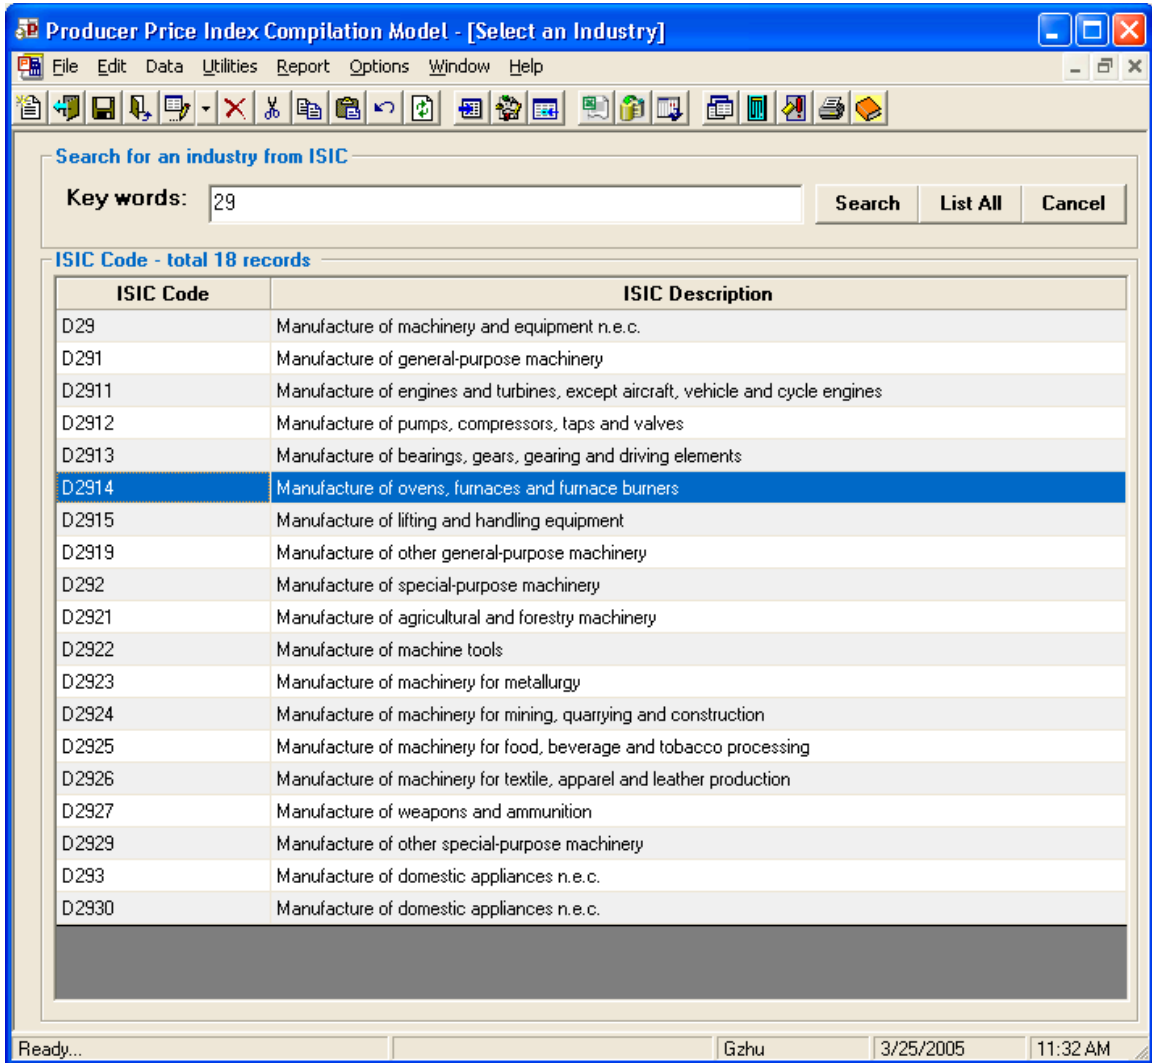 Producer Price Index Compilation Model - [Select an Industry]
File Edit Data Utilities Report Options Window Help
Search for an industry from ISIC
Key words: 29 Search List All Cancel
ISIC Code - total 18 records
ISIC Code ISIC Description
D29 Manufacture of machinery and equipment n.e.c.
D291 Manufacture of general-purpose machinery
D2911 Manufacture of engines and turbines, except aircraft, vehicle and cycle engines
D2912 Manufacture of pumps, compressors, taps and valves
D2913 Manufacture of bearings, gears, gearing and driving elements
D2914 Manufacture of ovens, furnaces and furnace burners
D2915 Manufacture of lifting and handling equipment
D2919 Manufacture of other general-purpose machinery
D292 Manufacture of special-purpose machinery
D2921 Manufacture of agricultural and forestry machinery
D2922 Manufacture of machine tools
D2923 Manufacture of machinery for metallurgy
D2924 Manufacture of machinery for mining, quarrying and construction
D2925 Manufacture of machinery for food, beverage and tobacco processing
D2926 Manufacture of machinery for textile, apparel and leather production
D2927 Manufacture of weapons and ammunition
D2929 Manufacture of other special-purpose machinery
D293 Manufacture of domestic appliances n.e.c.
D2930 Manufacture of domestic appliances n.e.c.
Ready... Gzhu 3/25/2005 11:32 AM